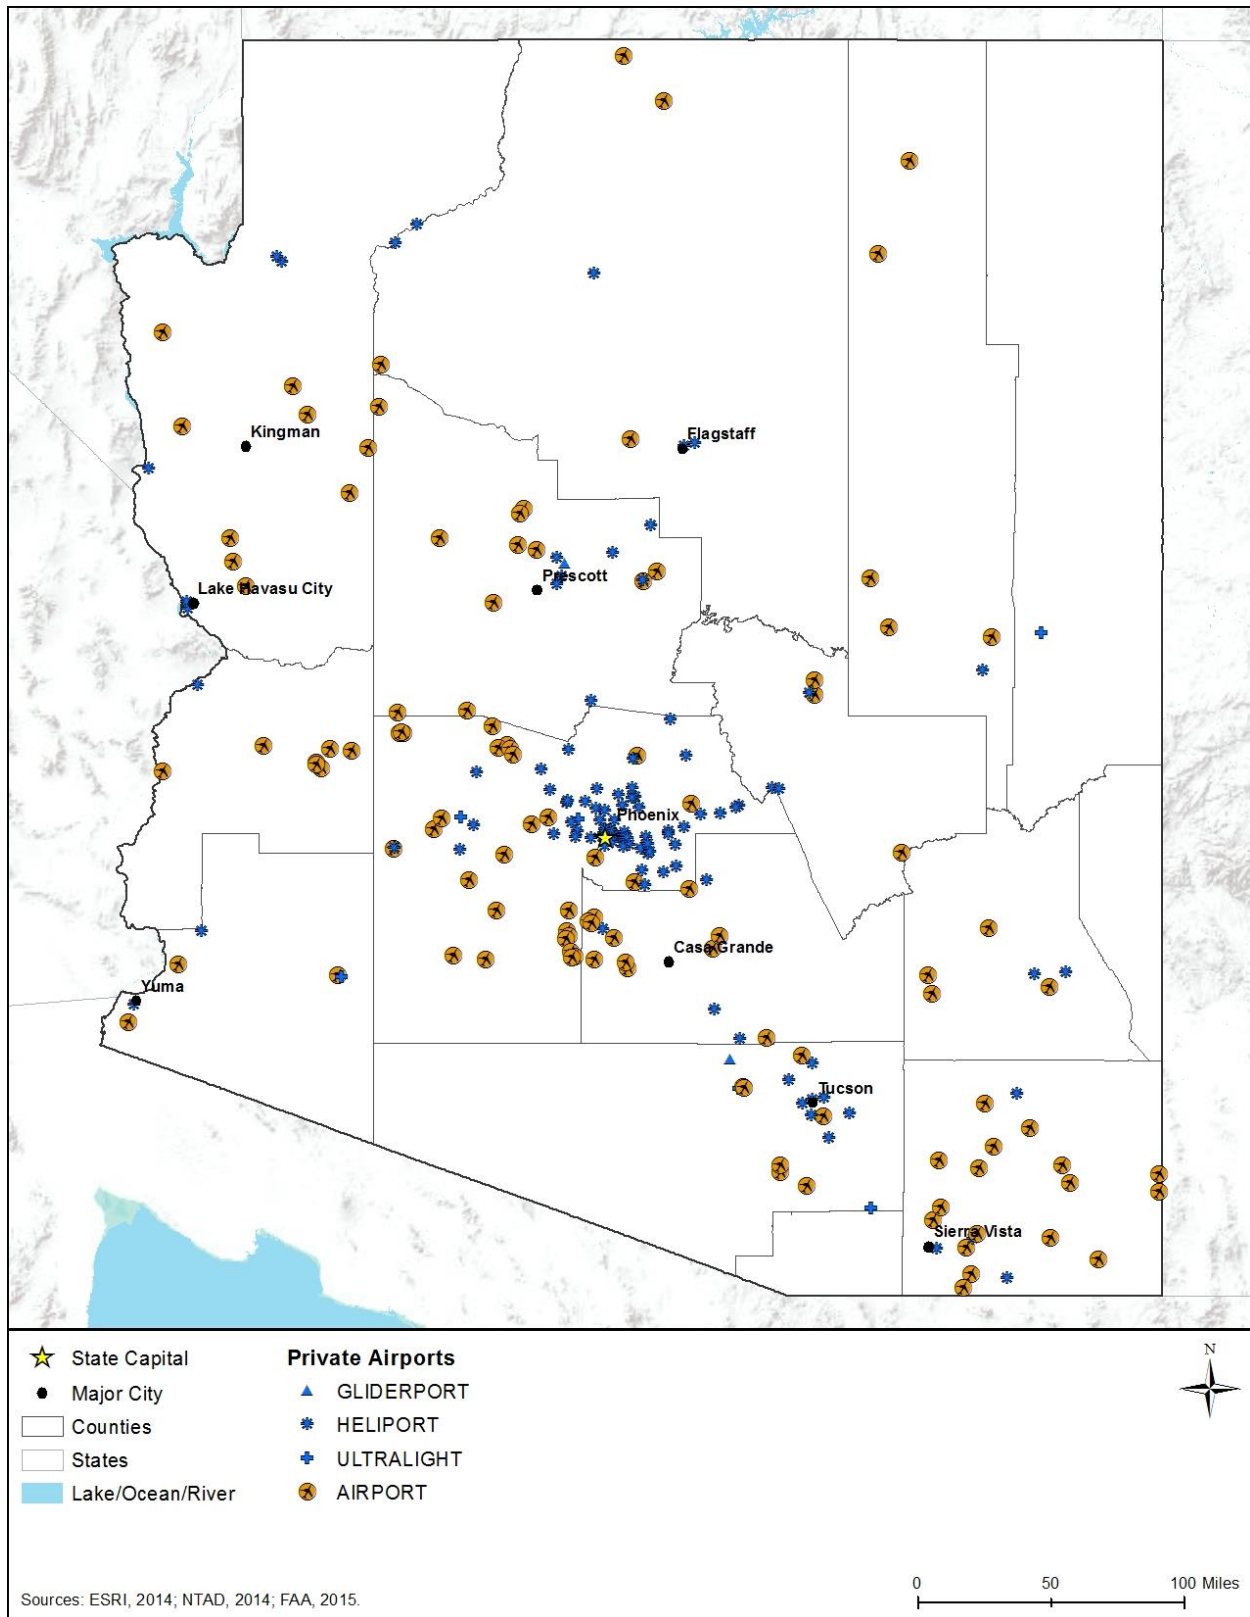 Kingman
Flagstaff
Prescott
Lake Havasu City
Phoenix
Casa Grande
Yuma
Tucson
Sierra Vista
State Capital
Major City
Counties
States
Lake/Ocean/River
Private Airports
GLIDERPORT
HELIPORT
ULTRALIGHT
AIRPORT
N
0 50 100 Miles
Sources: ESRI, 2014; NTAD, 2014; FAA, 2015.